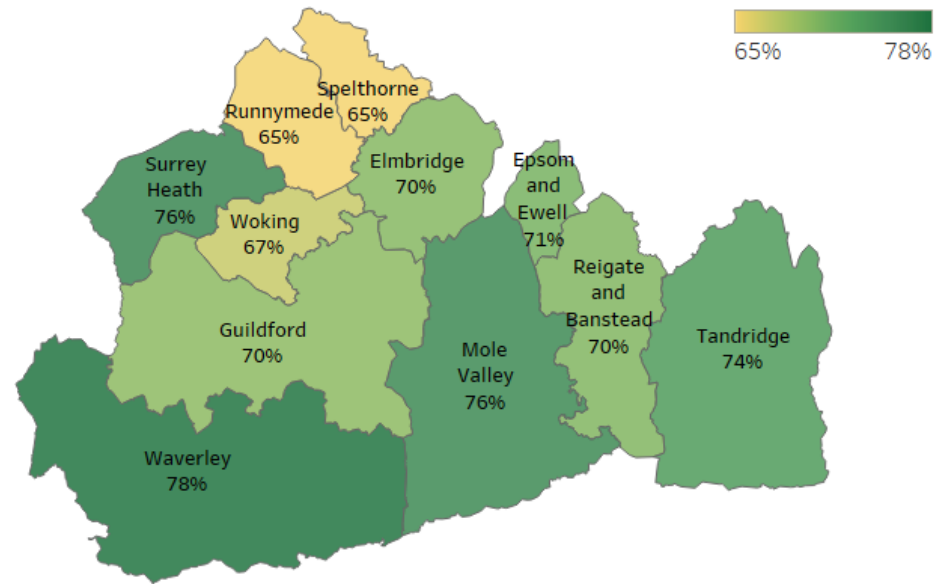 65%
78%
Spelthorne
65%
Runnymede
65%
Elmbridge
70%
Surrey
Heath
76%
Epsom
and
Ewell
71%
Woking
67%
Reigate
and
Banstead
70%
Guildford
70%
Mole
Valley
76%
Tandridge
74%
Waverley
78%